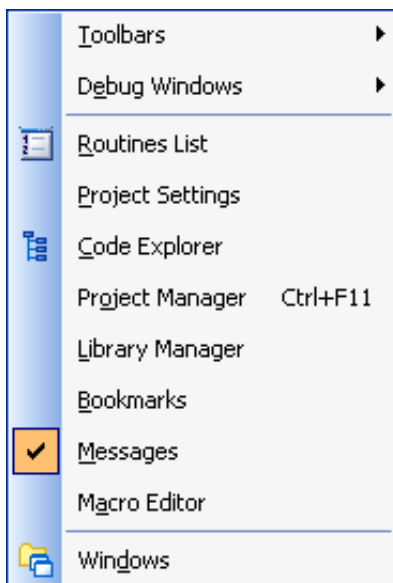 Toolbars
Debug Windows
Routines List
Project Settings
Code Explorer
Project Manager Ctrl+F11
Library Manager
Bookmarks
Messages
Macro Editor
Windows